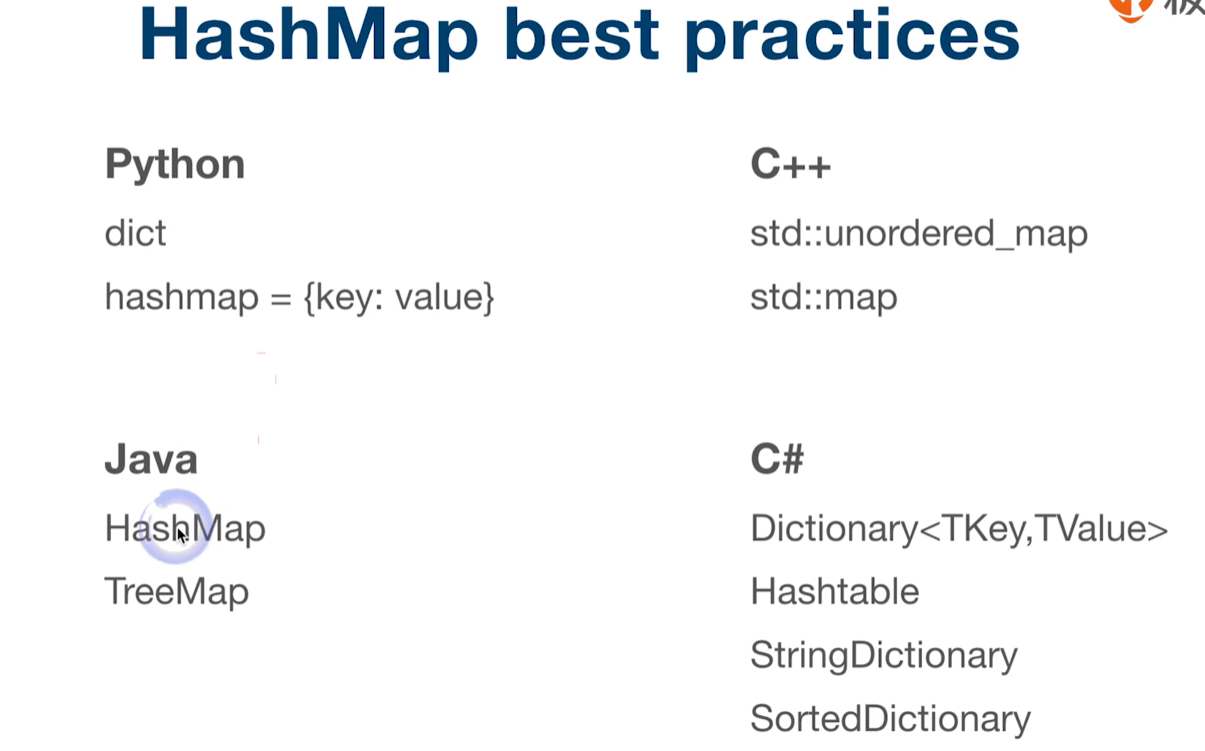 HashMap best practices
Python
dict
hashmap = {key: value}
C++
std::unordered_map
std::map
Java
HashMap
TreeMap
C#
Dictionary<TKey,TValue>
Hashtable
StringDictionary
SortedDictionary